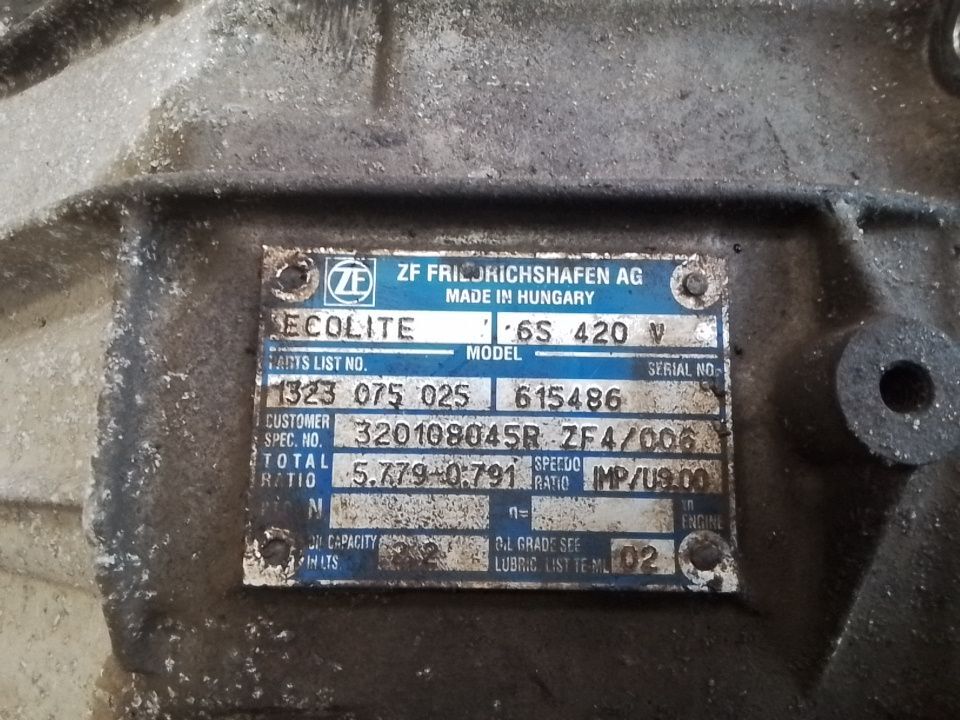 ZF ZF FRIEDRICHSHAFEN AG
MADE IN HUNGARY
ECOLITE 6S 420 V
MODEL
PARTS LIST NO. SERIAL NO.
1323 075 025 615486
CUSTOMER SPEC. NO. 320108045R ZF4/006
TOTAL RATIO 5.779-0.791 SPEEDO RATIO IMP/U9.00
N n= ENGINE
OIL CAPACITY IN LTS. OIL GRADE SEE LUBRIC. LIST TE-ML 02